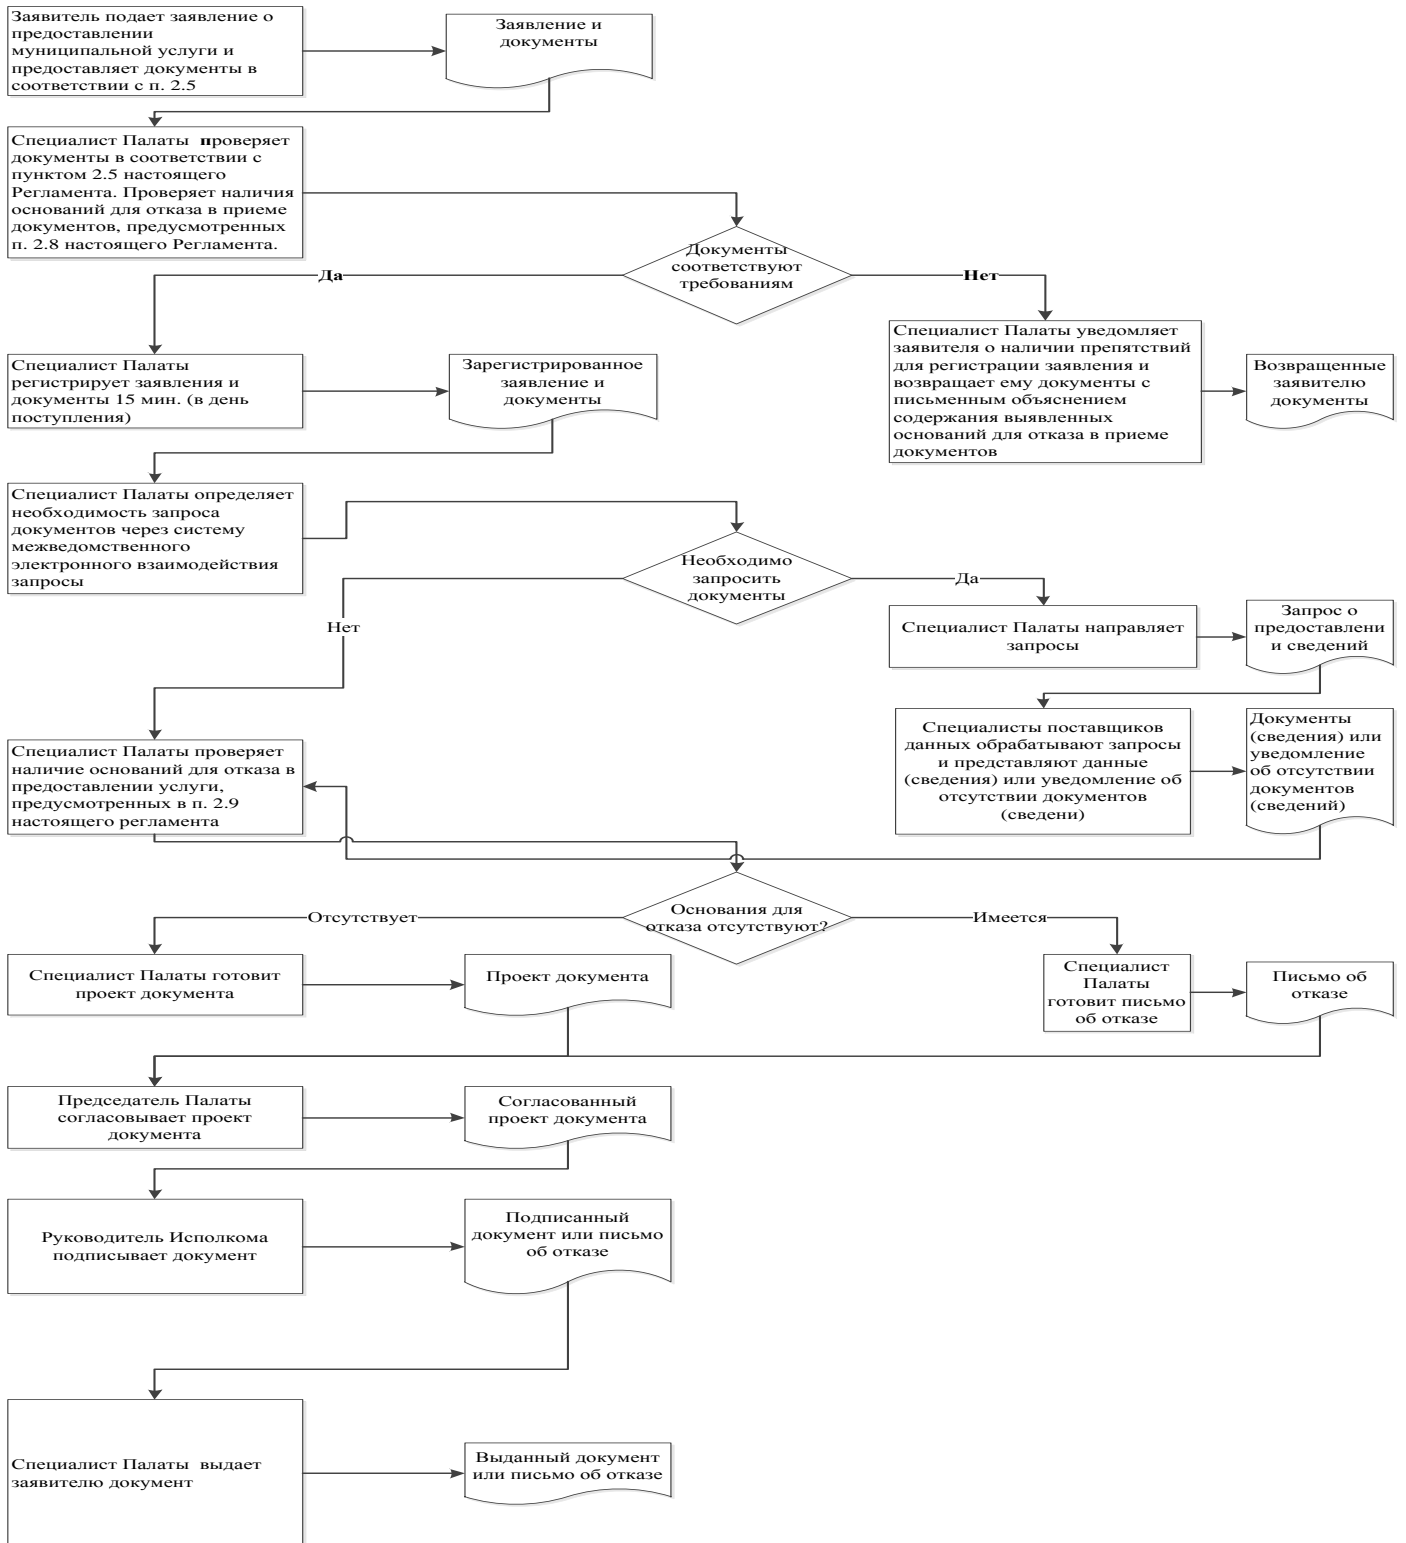 Заявитель подает заявление о
предоставлении
муниципальной услуги и
предоставляет документы в
соответствии с п. 2.5
Заявление и
документы
Специалист Палаты проверяет
документы в соответствии с
пунктом 2.5 настоящего
Регламента. Проверяет наличия
оснований для отказа в приеме
документов, предусмотренных
п. 2.8 настоящего Регламента.
Документы
соответствуют
требованиям
Да
Нет
Специалист Палаты
регистрирует заявления и
документы 15 мин. (в день
поступления)
Зарегистрированное
заявление и
документы
Специалист Палаты уведомляет
заявителя о наличии препятствий
для регистрации заявления и
возвращает ему документы с
письменным объяснением
содержания выявленных
оснований для отказа в приеме
документов
Возвращенные
заявителю
документы
Специалист Палаты определяет
необходимость запроса
документов через систему
межведомственного
электронного взаимодействия
запросы
Необходимо
запросить
документы
Да
Нет
Специалист Палаты направляет
запросы
Запрос о
предоставлени
и сведений
Специалисты поставщиков
данных обрабатывают запросы
и представляют данные
(сведения) или уведомление об
отсутствии документов
(сведени)
Документы
(сведения) или
уведомление
об отсутствии
документов
(сведений)
Специалист Палаты проверяет
наличие оснований для отказа в
предоставлении услуги,
предусмотренных в п. 2.9
настоящего регламента
Основания для
отказа отсутствуют?
Отсутствует
Имеется
Специалист Палаты готовит
проект документа
Проект документа
Специалист
Палаты
готовит письмо
об отказе
Письмо об
отказе
Председатель Палаты
согласовывает проект
документа
Согласованный
проект документа
Руководитель Исполкома
подписывает документ
Подписанный
документ или письмо
об отказе
Специалист Палаты выдает
заявителю документ
Выданный документ
или письмо об отказе